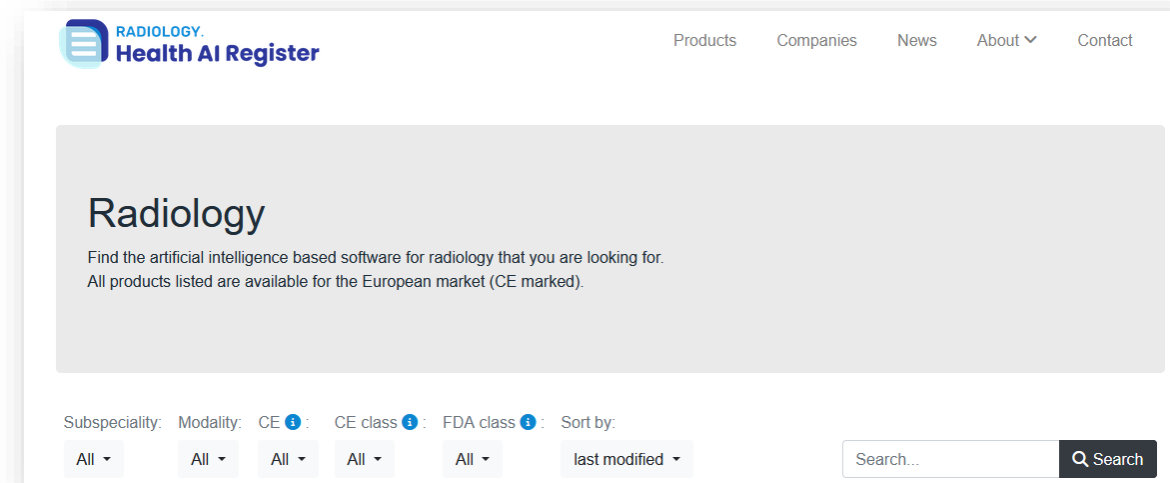 RADIOLOGY.
Health AI Register
Products Companies News About Contact
Radiology
Find the artificial intelligence based software for radiology that you are looking for.
All products listed are available for the European market (CE marked).
Subspeciality: Modality: CE i : CE class i : FDA class i : Sort by:
All All All All All last modified Search... Search